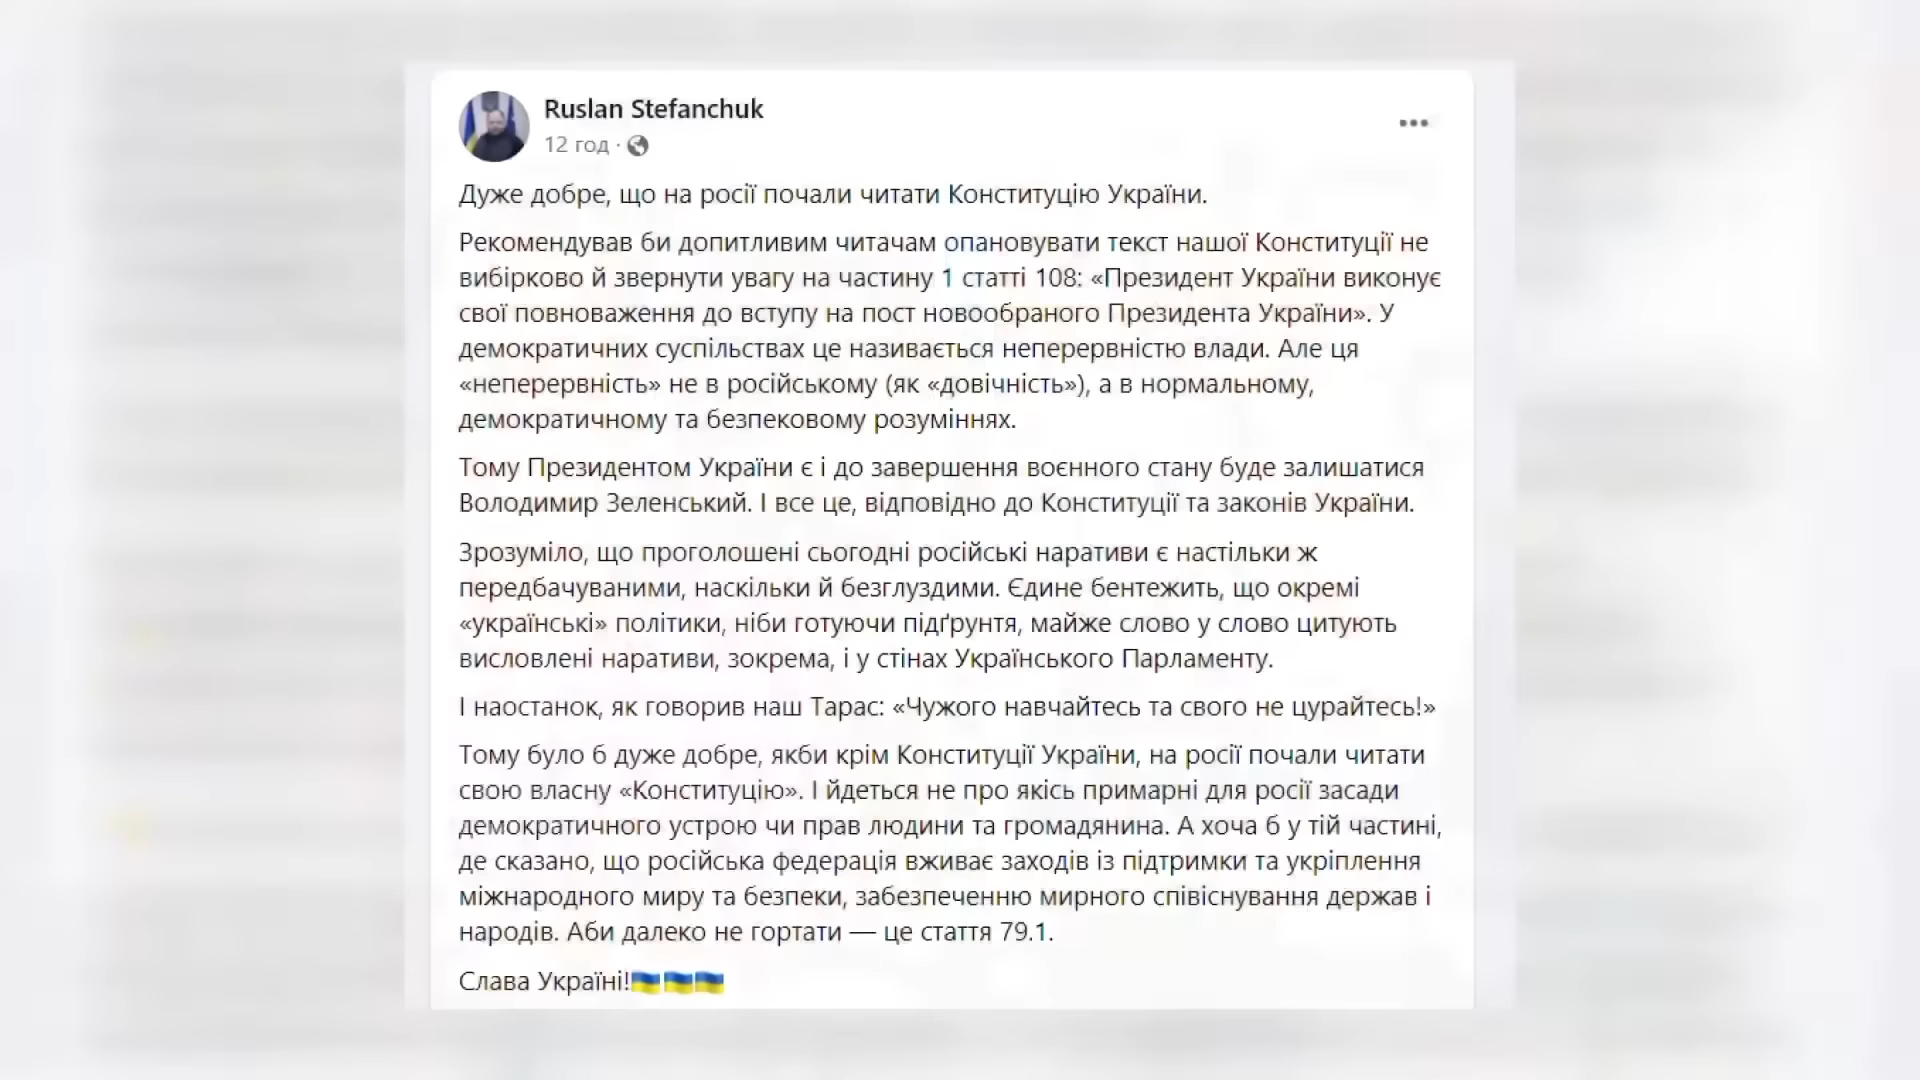 Ruslan Stefanchuk
12 год ·
Дуже добре, що на росії почали читати Конституцію України.
Рекомендував би допитливим читачам опановувати текст нашої Конституції не
вибірково й звернути увагу на частину 1 статті 108: «Президент України виконує
свої повноваження до вступу на пост новообраного Президента України». У
демократичних суспільствах це називається неперервністю влади. Але ця
«неперервність» не в російському (як «довічність»), а в нормальному,
демократичному та безпековому розуміннях.
Тому Президентом України є і до завершення воєнного стану буде залишатися
Володимир Зеленський. І все це, відповідно до Конституції та законів України.
Зрозуміло, що проголошені сьогодні російські наративи є настільки ж
передбачуваними, наскільки й безглуздими. Єдине бентежить, що окремі
«українські» політики, ніби готуючи підґрунтя, майже слово у слово цитують
висловлені наративи, зокрема, і у стінах Українського Парламенту.
І наостанок, як говорив наш Тарас: «Чужого навчайтесь та свого не цурайтесь!»
Тому було б дуже добре, якби крім Конституції України, на росії почали читати
свою власну «Конституцію». І йдеться не про якісь примарні для росії засади
демократичного устрою чи прав людини та громадянина. А хоча б у тій частині,
де сказано, що російська федерація вживає заходів із підтримки та укріплення
міжнародного миру та безпеки, забезпеченню мирного співіснування держав і
народів. Аби далеко не гортати — це стаття 79.1.
Слава Україні!🇺🇦🇺🇦🇺🇦